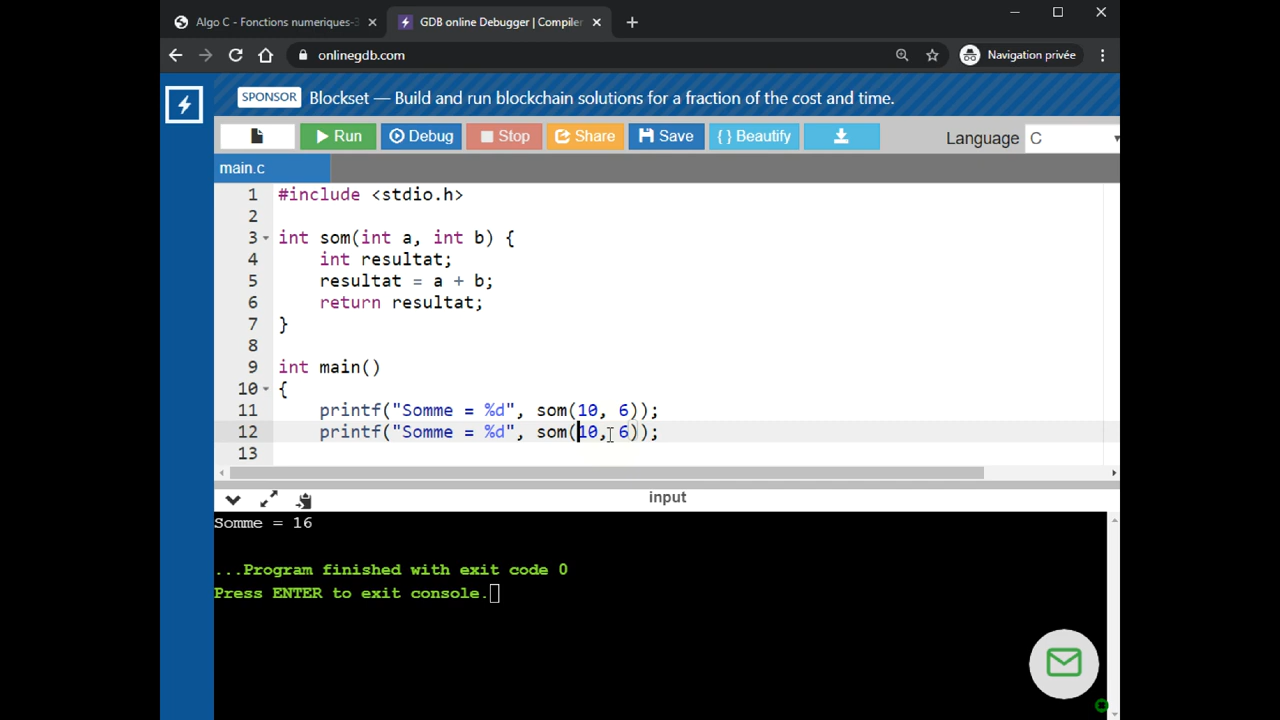 Algo C - Fonctions numeriques-3
GDB online Debugger | Compiler
onlinegdb.com
Navigation privée
SPONSOR Blockset — Build and run blockchain solutions for a fraction of the cost and time.
Run Debug Stop Share Save { } Beautify Language C
main.c
1 #include <stdio.h>
2
3 int som(int a, int b) {
4 int resultat;
5 resultat = a + b;
6 return resultat;
7 }
8
9 int main()
10 {
11 printf("Somme = %d", som(10, 6));
12 printf("Somme = %d", som(10, 6));
13
input
Somme = 16
...Program finished with exit code 0
Press ENTER to exit console.